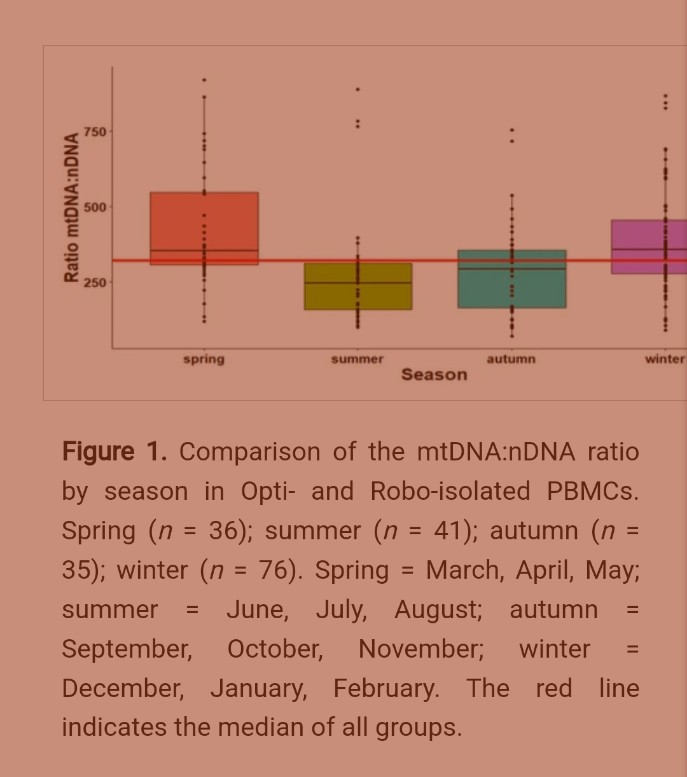 Ratio mtDNA:nDNA
750
500
250
spring summer autumn winter
Season
Figure 1. Comparison of the mtDNA:nDNA ratio
by season in Opti- and Robo-isolated PBMCs.
Spring (n = 36); summer (n = 41); autumn (n =
35); winter (n = 76). Spring = March, April, May;
summer = June, July, August; autumn =
September, October, November; winter =
December, January, February. The red line
indicates the median of all groups.